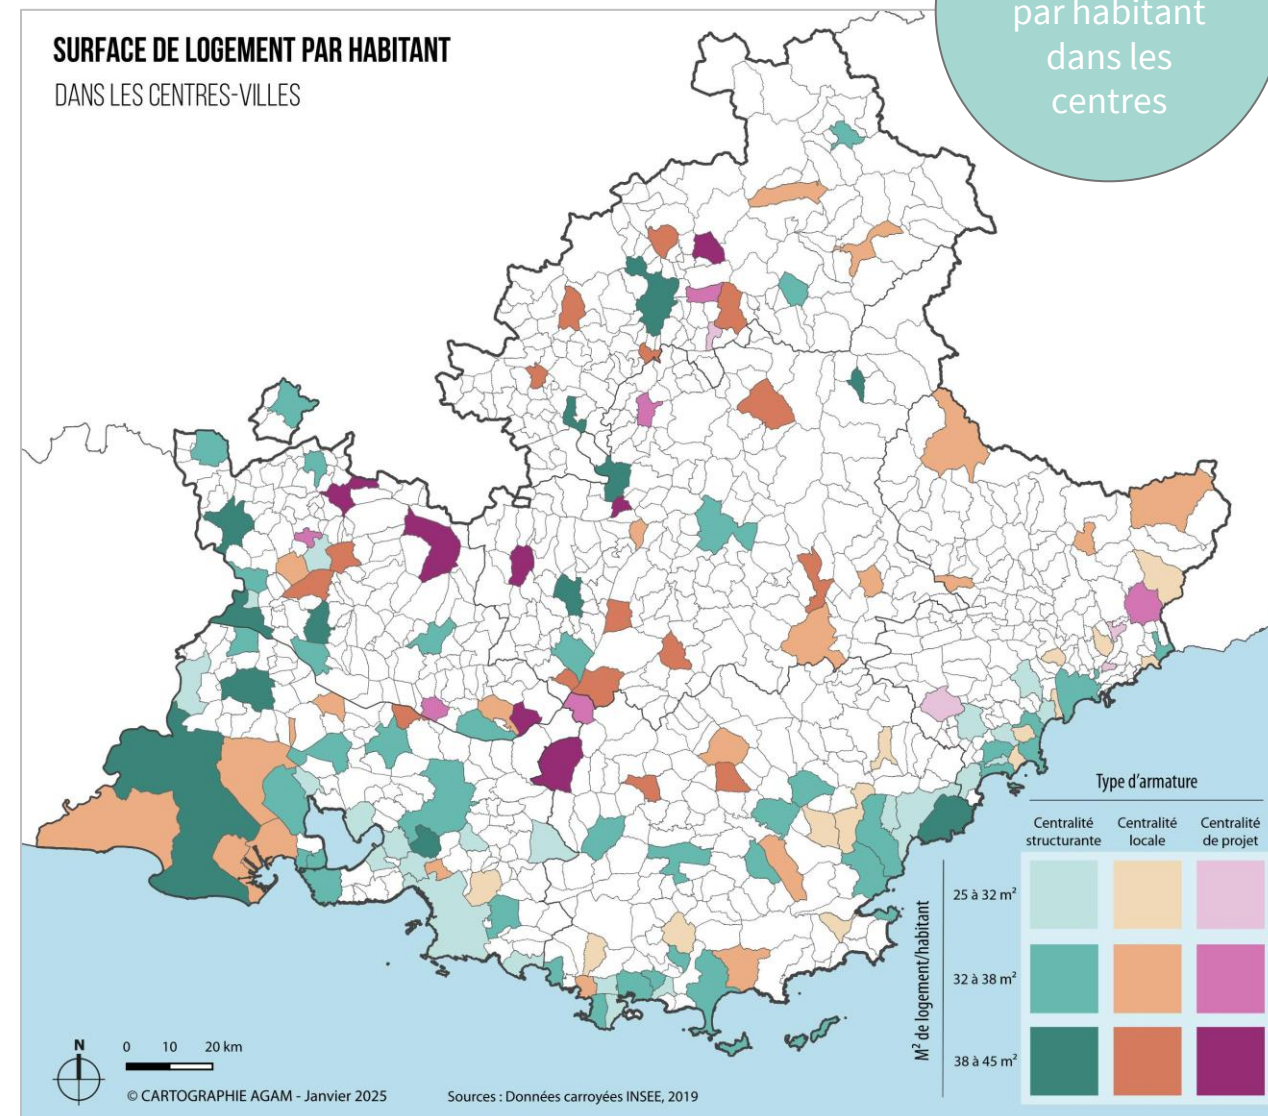 SURFACE DE LOGEMENT PAR HABITANT
DANS LES CENTRES-VILLES
par habitant
dans les
centres
Type d'armature
Centralité structurante
Centralité locale
Centralité de projet
M² de logement/habitant
25 à 32 m²
32 à 38 m²
38 à 45 m²
N
0 10 20 km
© CARTOGRAPHIE AGAM - Janvier 2025
Sources : Données carroyées INSEE, 2019